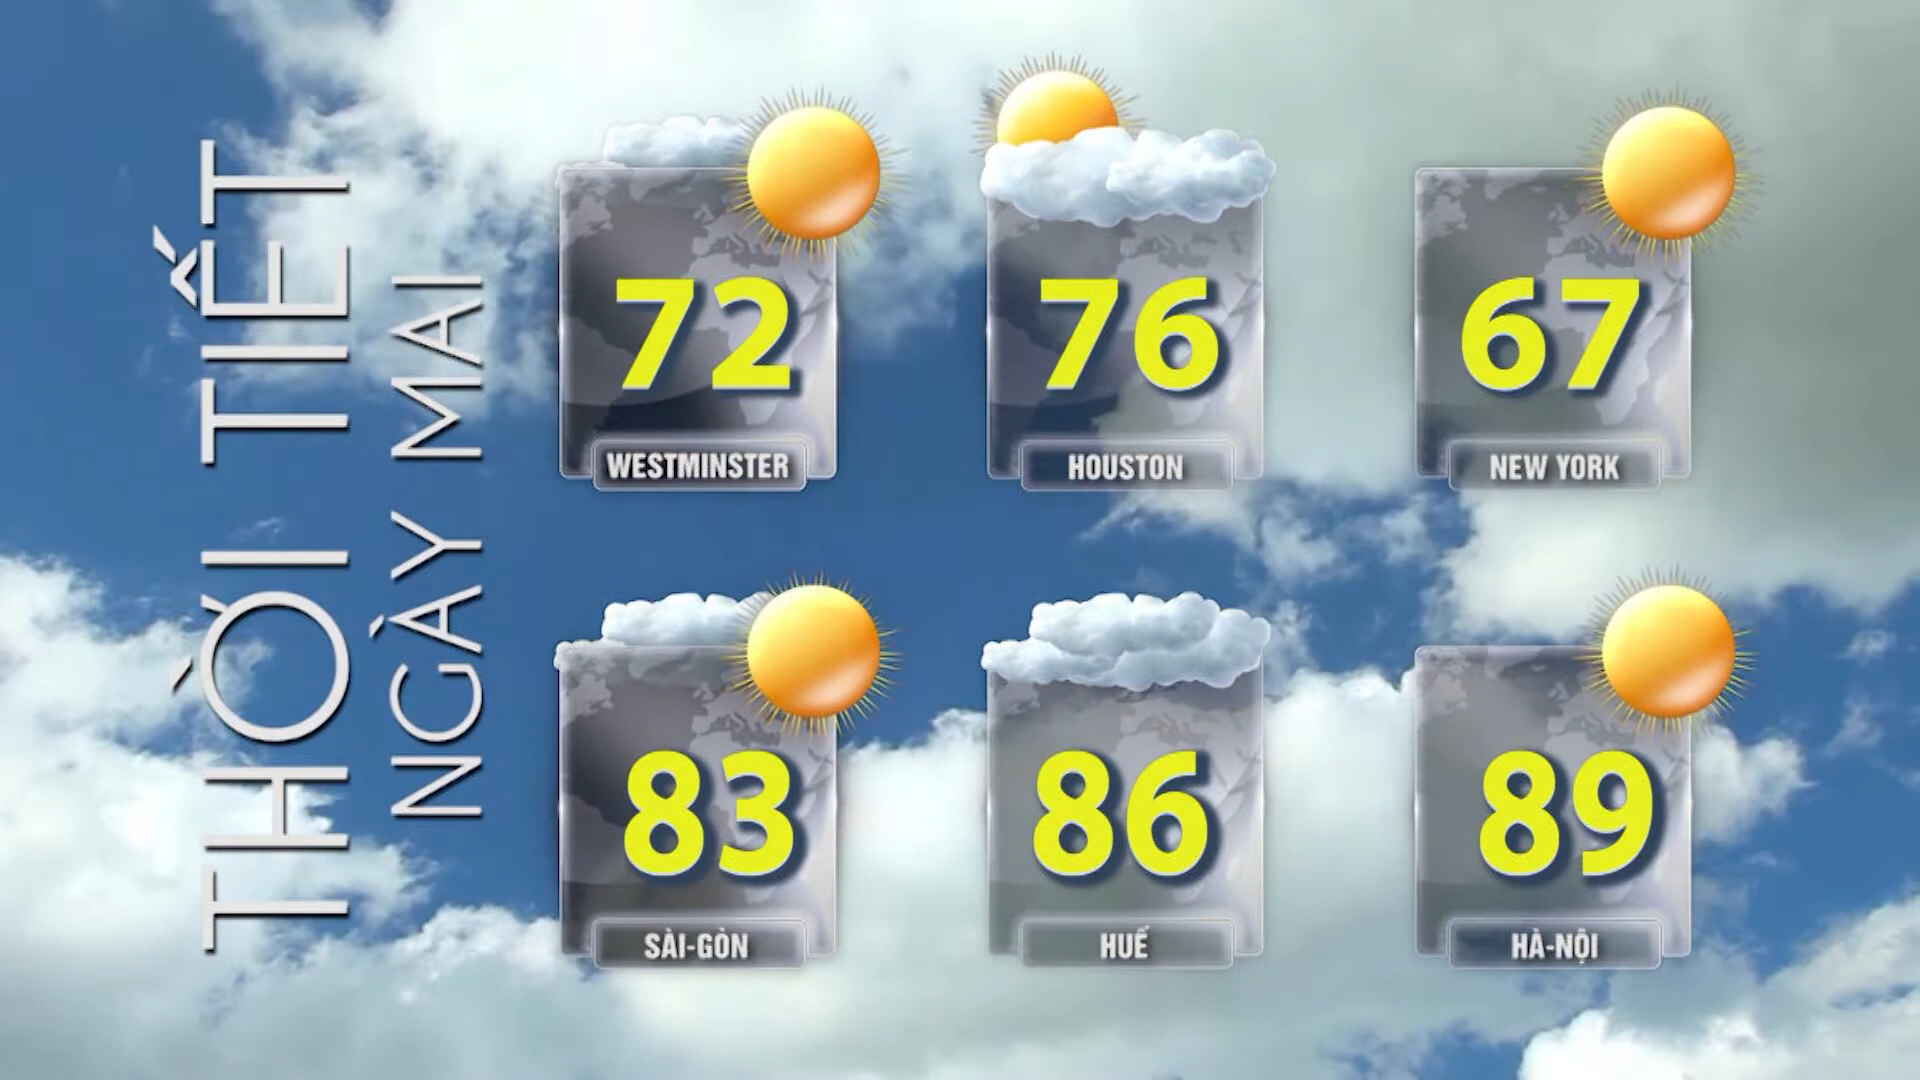 THỜI TIẾT
NGÀY MAI
72
76
67
WESTMINSTER
HOUSTON
NEW YORK
83
86
89
SÀI-GÒN
HUẾ
HÀ-NỘI